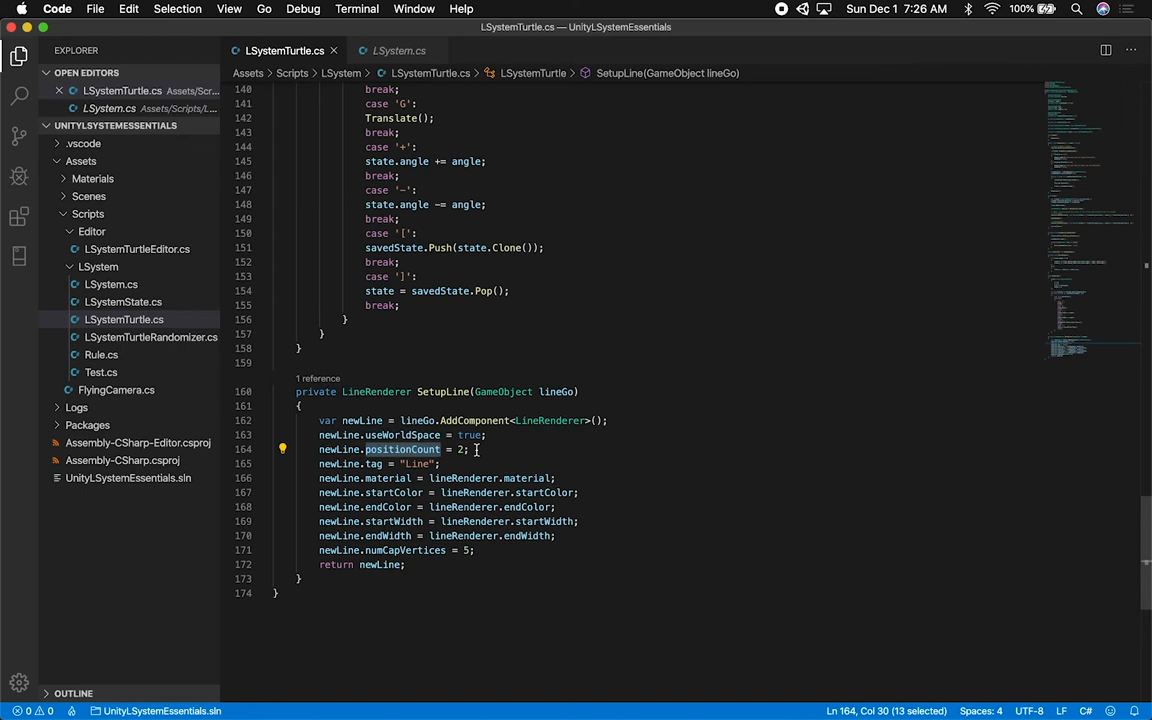 Code File Edit Selection View Go Debug Terminal Window Help 100% Sun Dec 1 7:26 AM
LSystemTurtle.cs — UnityLSystemEssentials
EXPLORER
LSystemTurtle.cs
LSystem.cs
OPEN EDITORS
Assets > Scripts > LSystem > LSystemTurtle.cs > LSystemTurtle > SetupLine(GameObject lineGo)
LSystemTurtle.cs Assets/Scr...
LSystem.cs Assets/Scripts/L...
UNITYLSYSTEMESSENTIALS
.vscode
Assets
Materials
Scenes
Scripts
Editor
LSystemTurtleEditor.cs
LSystem
LSystem.cs
LSystemState.cs
LSystemTurtle.cs
LSystemTurtleRandomizer.cs
Rule.cs
Test.cs
FlyingCamera.cs
Logs
Packages
Assembly-CSharp-Editor.csproj
Assembly-CSharp.csproj
UnityLSystemEssentials.sln
OUTLINE
140 break;
141 case 'G':
142 Translate();
143 break;
144 case '+':
145 state.angle += angle;
146 break;
147 case '-':
148 state.angle -= angle;
149 break;
150 case '[':
151 savedState.Push(state.Clone());
152 break;
153 case ']':
154 state = savedState.Pop();
155 break;
156 }
157 }
158 }
159
1 reference
160 private LineRenderer SetupLine(GameObject lineGo)
161 {
162 var newLine = lineGo.AddComponent<LineRenderer>();
163 newLine.useWorldSpace = true;
164 newLine.positionCount = 2;
165 newLine.tag = "Line";
166 newLine.material = lineRenderer.material;
167 newLine.startColor = lineRenderer.startColor;
168 newLine.endColor = lineRenderer.endColor;
169 newLine.startWidth = lineRenderer.startWidth;
170 newLine.endWidth = lineRenderer.endWidth;
171 newLine.numCapVertices = 5;
172 return newLine;
173 }
174 }
0 0 UnityLSystemEssentials.sln Ln 164, Col 30 (13 selected) Spaces: 4 UTF-8 LF C#